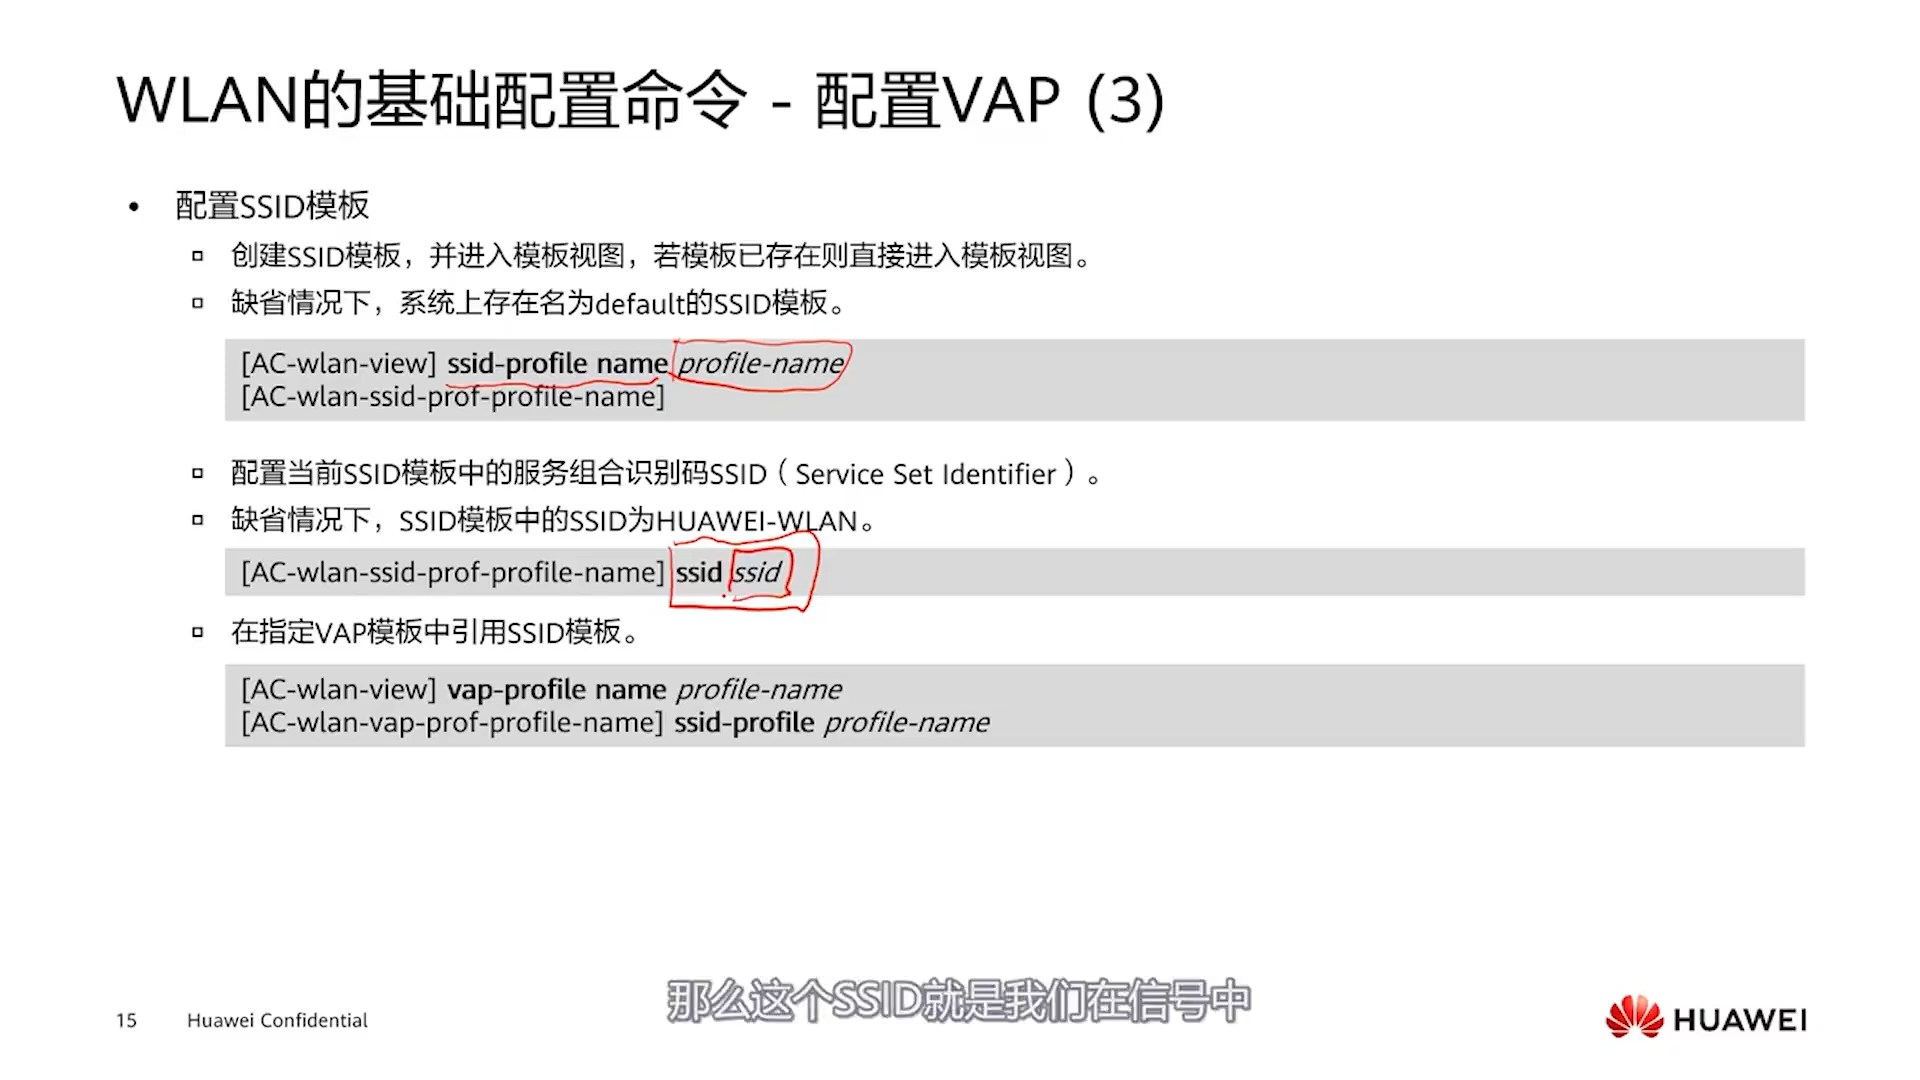 WLAN的基础配置命令 - 配置VAP (3)
• 配置SSID模板
▫ 创建SSID模板，并进入模板视图，若模板已存在则直接进入模板视图。
▫ 缺省情况下，系统上存在名为default的SSID模板。
[AC-wlan-view] ssid-profile name profile-name
[AC-wlan-ssid-prof-profile-name]
▫ 配置当前SSID模板中的服务组合识别码SSID（Service Set Identifier）。
▫ 缺省情况下，SSID模板中的SSID为HUAWEI-WLAN。
[AC-wlan-ssid-prof-profile-name] ssid ssid
▫ 在指定VAP模板中引用SSID模板。
[AC-wlan-view] vap-profile name profile-name
[AC-wlan-vap-prof-profile-name] ssid-profile profile-name
那么这个SSID就是我们在信号中
15 Huawei Confidential
HUAWEI